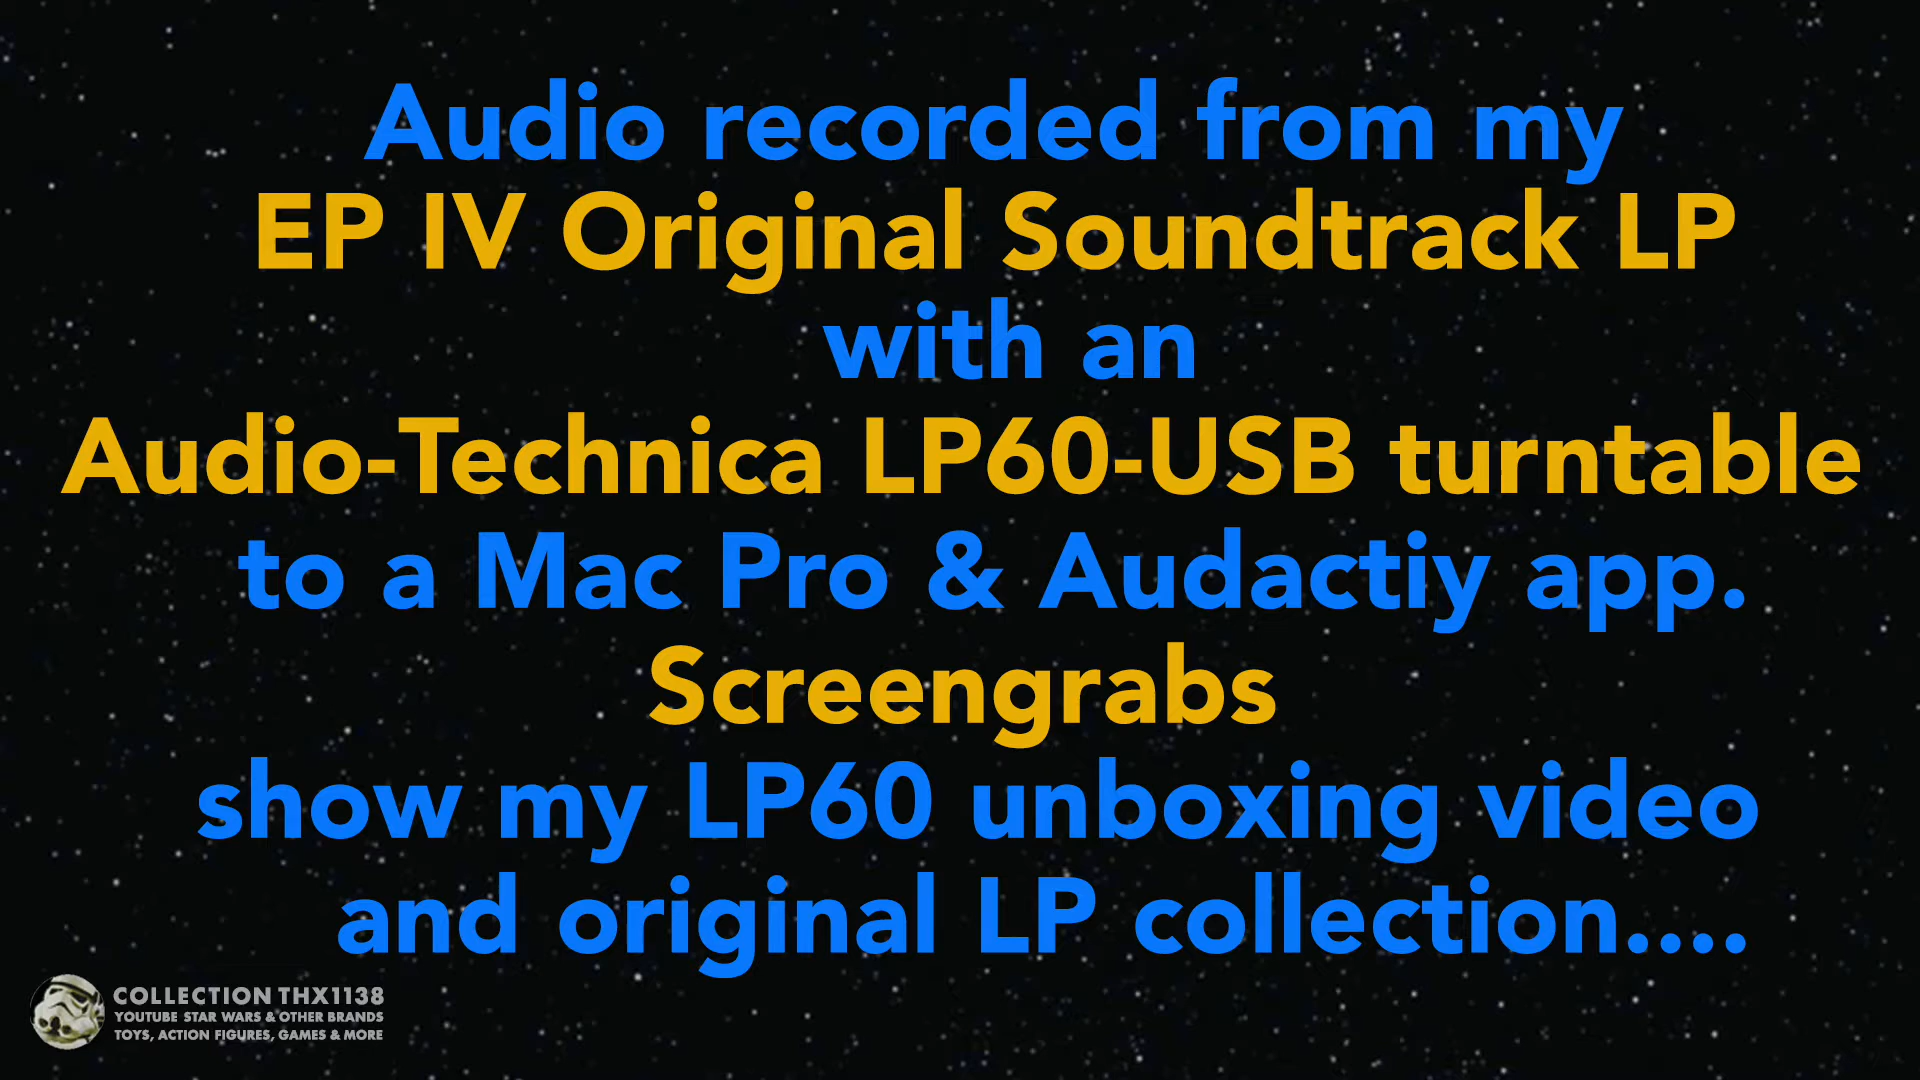 Audio recorded from my
EP IV Original Soundtrack LP
with an
Audio-Technica LP60-USB turntable
to a Mac Pro & Audactiy app.
Screengrabs
show my LP60 unboxing video
and original LP collection....
COLLECTION THX1138
YOUTUBE STAR WARS & OTHER BRANDS
TOYS, ACTION FIGURES, GAMES & MORE